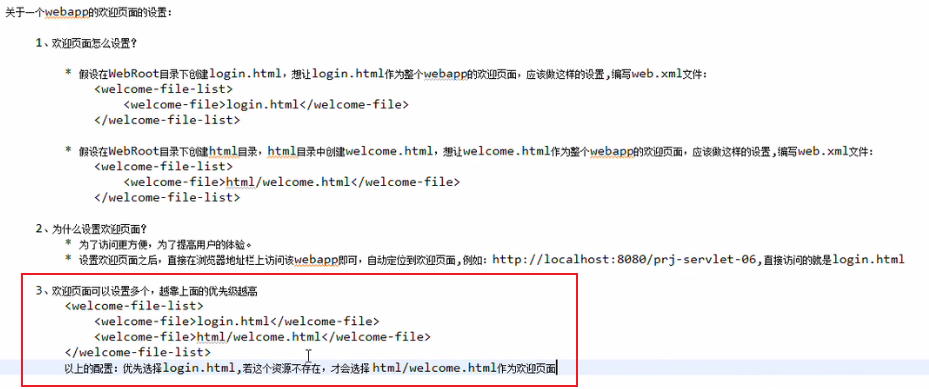 关于一个webapp的欢迎页面的设置:
1、欢迎页面怎么设置?
* 假设在WebRoot目录下创建login.html, 想让login.html作为整个webapp的欢迎页面, 应该做这样的设置,编写web.xml文件:
<welcome-file-list>
<welcome-file>login.html</welcome-file>
</welcome-file-list>
* 假设在WebRoot目录下创建html目录, html目录中创建welcome.html, 想让welcome.html作为整个webapp的欢迎页面, 应该做这样的设置,编写web.xml文件:
<welcome-file-list>
<welcome-file>html/welcome.html</welcome-file>
</welcome-file-list>
2、为什么设置欢迎页面?
* 为了访问更方便, 为了提高用户的体验。
* 设置欢迎页面之后, 直接在浏览器地址栏上访问该webapp即可, 自动定位到欢迎页面,例如: http://localhost:8080/prj-servlet-06,直接访问的就是login.html
3、欢迎页面可以设置多个, 越靠上面的优先级越高
<welcome-file-list>
<welcome-file>login.html</welcome-file>
<welcome-file>html/welcome.html</welcome-file>
</welcome-file-list>
以上的配置: 优先选择login.html,若这个资源不存在, 才会选择 html/welcome.html作为欢迎页面